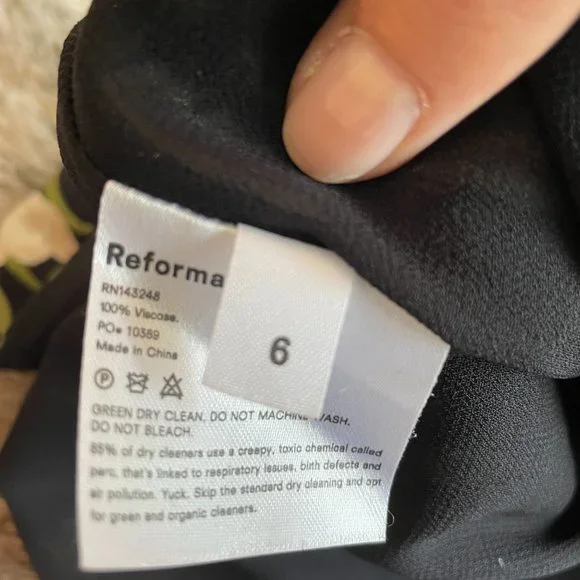 Reforma
RN143248
100% Viscose.
PO# 10389
Made in China
6
P
GREEN DRY CLEAN. DO NOT MACHINE WASH.
DO NOT BLEACH.
85% of dry cleaners use a creepy, toxic chemical called
perc, that's linked to respiratory issues, birth defects and
air pollution. Yuck. Skip the standard dry cleaning and opt
for green and organic cleaners.